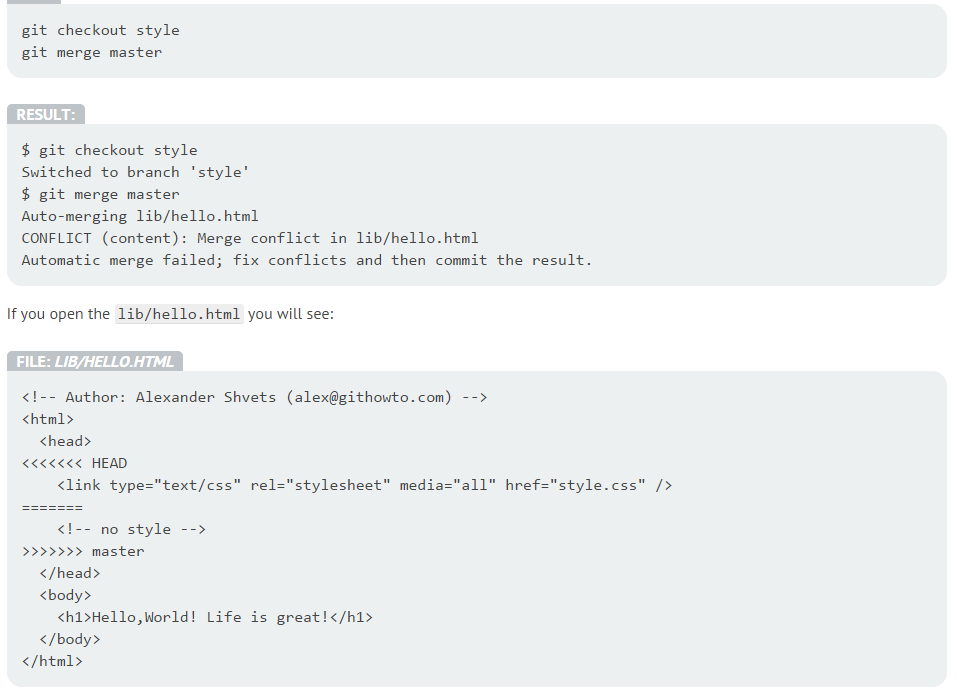 git checkout style
git merge master
RESULT:
$ git checkout style
Switched to branch 'style'
$ git merge master
Auto-merging lib/hello.html
CONFLICT (content): Merge conflict in lib/hello.html
Automatic merge failed; fix conflicts and then commit the result.
If you open the lib/hello.html you will see:
FILE: LIB/HELLO.HTML
<!-- Author: Alexander Shvets (alex@githowto.com) -->
<html>
  <head>
<<<<<<< HEAD
    <link type="text/css" rel="stylesheet" media="all" href="style.css" />
=======
    <!-- no style -->
>>>>>>> master
  </head>
  <body>
    <h1>Hello,World! Life is great!</h1>
  </body>
</html>